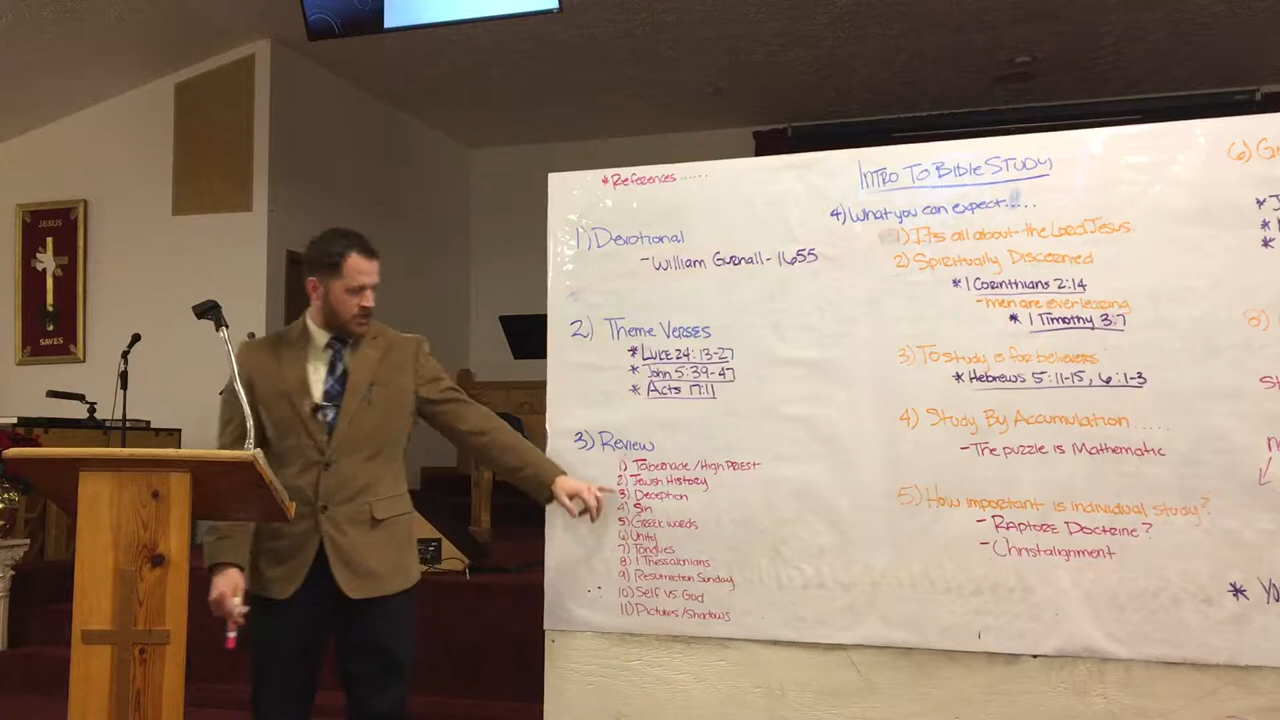 JESUS
SAVES
*References......
1) Devotional
-William Gurnall-1655
2) Theme Verses
*Luke 24:13-27
*John 5:39-47
*Acts 17:11
3) Review
1) Tabernacle/High Priest
2) Jewish History
3) Deception
4) Sin
5) Greek words
6) Unity
7) Tongues
8) 1 Thessalonians
9) Resurrection Sunday
10) Self vs. God
11) Pictures/Shadows
Intro To Bible Study
4) What you can expect.....
1) Its all about the Lord Jesus.
2) Spiritually Discerned
*1 Corinthians 2:14
-men are ever learing
*1 Timothy 3:7
3) To study is for believers
*Hebrews 5:11-15, 6:1-3
4) Study By Accumulation......
-The puzzle is Mathematic
5) How important is individual study?
-Rapture Doctrine?
-Christalignment
6) G
*
*
*
8)
* Yo